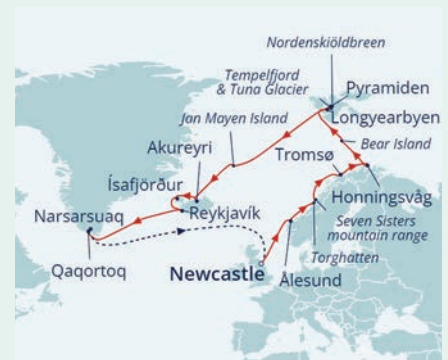 Nordenskiöldbreen
Tempelfjord
& Tuna Glacier
Pyramiden
Longyearbyen
Jan Mayen Island
Bear Island
Akureyri
Tromsø
Ísafjörður
Honningsvåg
Narsarsuaq
Reykjavík
Seven Sisters
mountain range
Qaqortoq
Newcastle
Torghatten
Ålesund